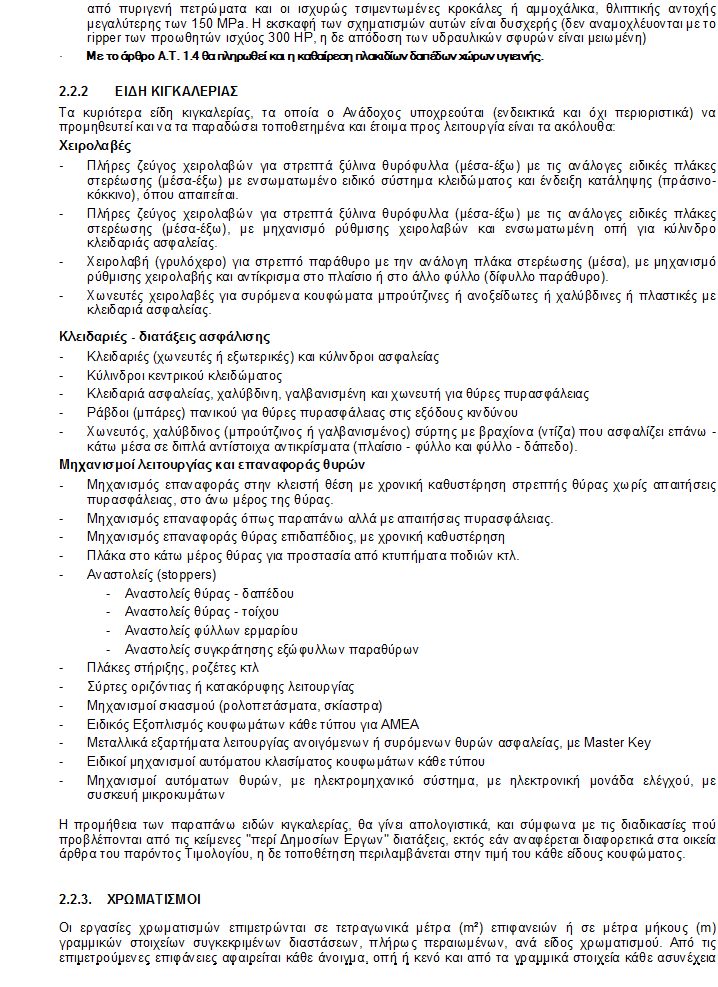 από πυριγενή πετρώματα και οι ισχυρώς τσιμεντωμένες κροκάλες ή αμμοχάλικα, θλιπτικής αντοχής
μεγαλύτερης των 150 MPa. Η εκσκαφή των σχηματισμών αυτών είναι δυσχερής (δεν αναμοχλέυονται με το
ripper των προωθητών ισχύος 300 HP, η δε απόδοση των υδραυλικών σφυρών είναι μειωμένη)
· Με το άρθρο Α.Τ. 1.4 θα πληρωθεί και η καθαίρεση πλακιδίων δαπέδων χώρων υγιεινής.
2.2.2 ΕΙΔΗ ΚΙΓΚΑΛΕΡΙΑΣ
Τα κυριότερα είδη κιγκαλερίας, τα οποία ο Ανάδοχος υποχρεούται (ενδεικτικά και όχι περιοριστικά) να
προμηθευτεί και να τα παραδώσει τοποθετημένα και έτοιμα προς λειτουργία είναι τα ακόλουθα:
Χειρολαβές
- Πλήρες ζεύγος χειρολαβών για στρεπτά ξύλινα θυρόφυλλα (μέσα-έξω) με τις ανάλογες ειδικές πλάκες
στερέωσης (μέσα-έξω) με ενσωματωμένο ειδικό σύστημα κλειδώματος και ένδειξη κατάληψης (πράσινο-
κόκκινο), όπου απαιτείται.
- Πλήρες ζεύγος χειρολαβών για στρεπτά ξύλινα θυρόφυλλα (μέσα-έξω) με τις ανάλογες ειδικές πλάκες
στερέωσης (μέσα-έξω), με μηχανισμό ρύθμισης χειρολαβών και ενσωματωμένη οπή για κύλινδρο
κλειδαριάς ασφαλείας.
- Χειρολαβή (γρυλόχερο) για στρεπτό παράθυρο με την ανάλογη πλάκα στερέωσης (μέσα), με μηχανισμό
ρύθμισης χειρολαβής και αντίκρισμα στο πλαίσιο ή στο άλλο φύλλο (δίφυλλο παράθυρο).
- Χωνευτές χειρολαβές για συρόμενα κουφώματα μπρούτζινες ή ανοξείδωτες ή χαλύβδινες ή πλαστικές με
κλειδαριά ασφαλείας.
Κλειδαριές - διατάξεις ασφάλισης
- Κλειδαριές (χωνευτές ή εξωτερικές) και κύλινδροι ασφαλείας
- Κύλινδροι κεντρικού κλειδώματος
- Κλειδαριά ασφαλείας, χαλύβδινη, γαλβανισμένη και χωνευτή για θύρες πυρασφάλειας
- Ράβδοι (μπάρες) πανικού για θύρες πυρασφάλειας στις εξόδους κινδύνου
- Χωνευτός, χαλύβδινος (μπρούτζινος ή γαλβανισμένος) σύρτης με βραχίονα (ντίζα) που ασφαλίζει επάνω -
κάτω μέσα σε διπλά αντίστοιχα αντικρίσματα (πλαίσιο - φύλλο και φύλλο - δάπεδο).
Μηχανισμοί λειτουργίας και επαναφοράς θυρών
- Μηχανισμός επαναφοράς στην κλειστή θέση με χρονική καθυστέρηση στρεπτής θύρας χωρίς απαιτήσεις
πυρασφάλειας, στο άνω μέρος της θύρας.
- Μηχανισμός επαναφοράς όπως παραπάνω αλλά με απαιτήσεις πυρασφάλειας.
- Μηχανισμός επαναφοράς θύρας επιδαπέδιος, με χρονική καθυστέρηση
- Πλάκα στο κάτω μέρος θύρας για προστασία από κτυπήματα ποδιών κτλ.
- Αναστολείς (stoppers)
- Αναστολείς θύρας - δαπέδου
- Αναστολείς θύρας - τοίχου
- Αναστολείς φύλλων ερμαρίου
- Αναστολείς συγκράτησης εξώφυλλων παραθύρων
- Πλάκες στήριξης, ροζέτες κτλ
- Σύρτες οριζόντιας ή κατακόρυφης λειτουργίας
- Μηχανισμοί σκιασμού (ρολοπετάσματα, σκίαστρα)
- Ειδικός Εξοπλισμός κουφωμάτων κάθε τύπου για ΑΜΕΑ
- Μεταλλικά εξαρτήματα λειτουργίας ανοιγόμενων ή συρόμενων θυρών ασφαλείας, με Master Key
- Ειδικοί μηχανισμοί αυτόματου κλεισίματος κουφωμάτων κάθε τύπου
- Μηχανισμοί αυτόματων θυρών, με ηλεκτρομηχανικό σύστημα, με ηλεκτρονική μονάδα ελέγχού, με
συσκευή μικροκυμάτων
Η προμήθεια των παραπάνω ειδών κιγκαλερίας, θα γίνει απολογιστικά, και σύμφωνα με τις διαδικασίες πού
προβλέπονται από τις κείμενες "περί Δημοσίων Εργων" διατάξεις, εκτός εάν αναφέρεται διαφορετικά στα οικεία
άρθρα του παρόντος Τιμολογίου, η δε τοποθέτηση περιλαμβάνεται στην τιμή του κάθε είδους κουφώματος.
2.2.3. ΧΡΩΜΑΤΙΣΜΟΙ
Οι εργασίες χρωματισμών επιμετρώνται σε τετραγωνικά μέτρα (m²) επιφανειών ή σε μέτρα μήκους (m)
γραμμικών στοιχείων συγκεκριμένων διαστάσεων, πλήρως περαιωμένων, ανά είδος χρωματισμού. Από τις
επιμετρούμενες επιφάνειες αφαιρείται κάθε άνοιγμα, οπή ή κενό και από τα γραμμικά στοιχεία κάθε ασυνέχεια